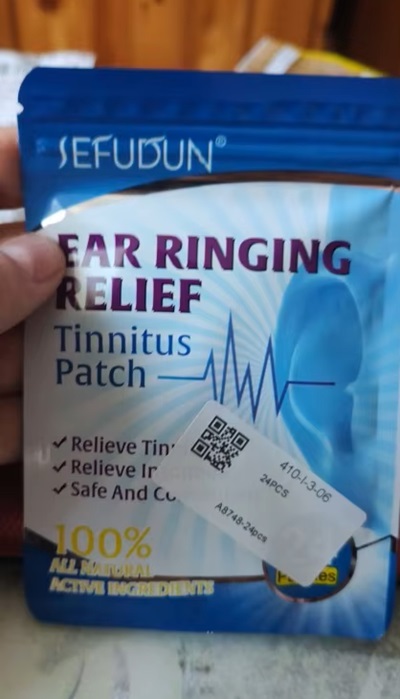 SEFUDUN®
EAR RINGING
RELIEF
Tinnitus
Patch
✓ Relieve Tin
✓ Relieve
✓ Safe And Co
100%
ALL NATURAL
ACTIVE INGREDIENTS
410-I-3-06
24PCS
A8748-24pcs